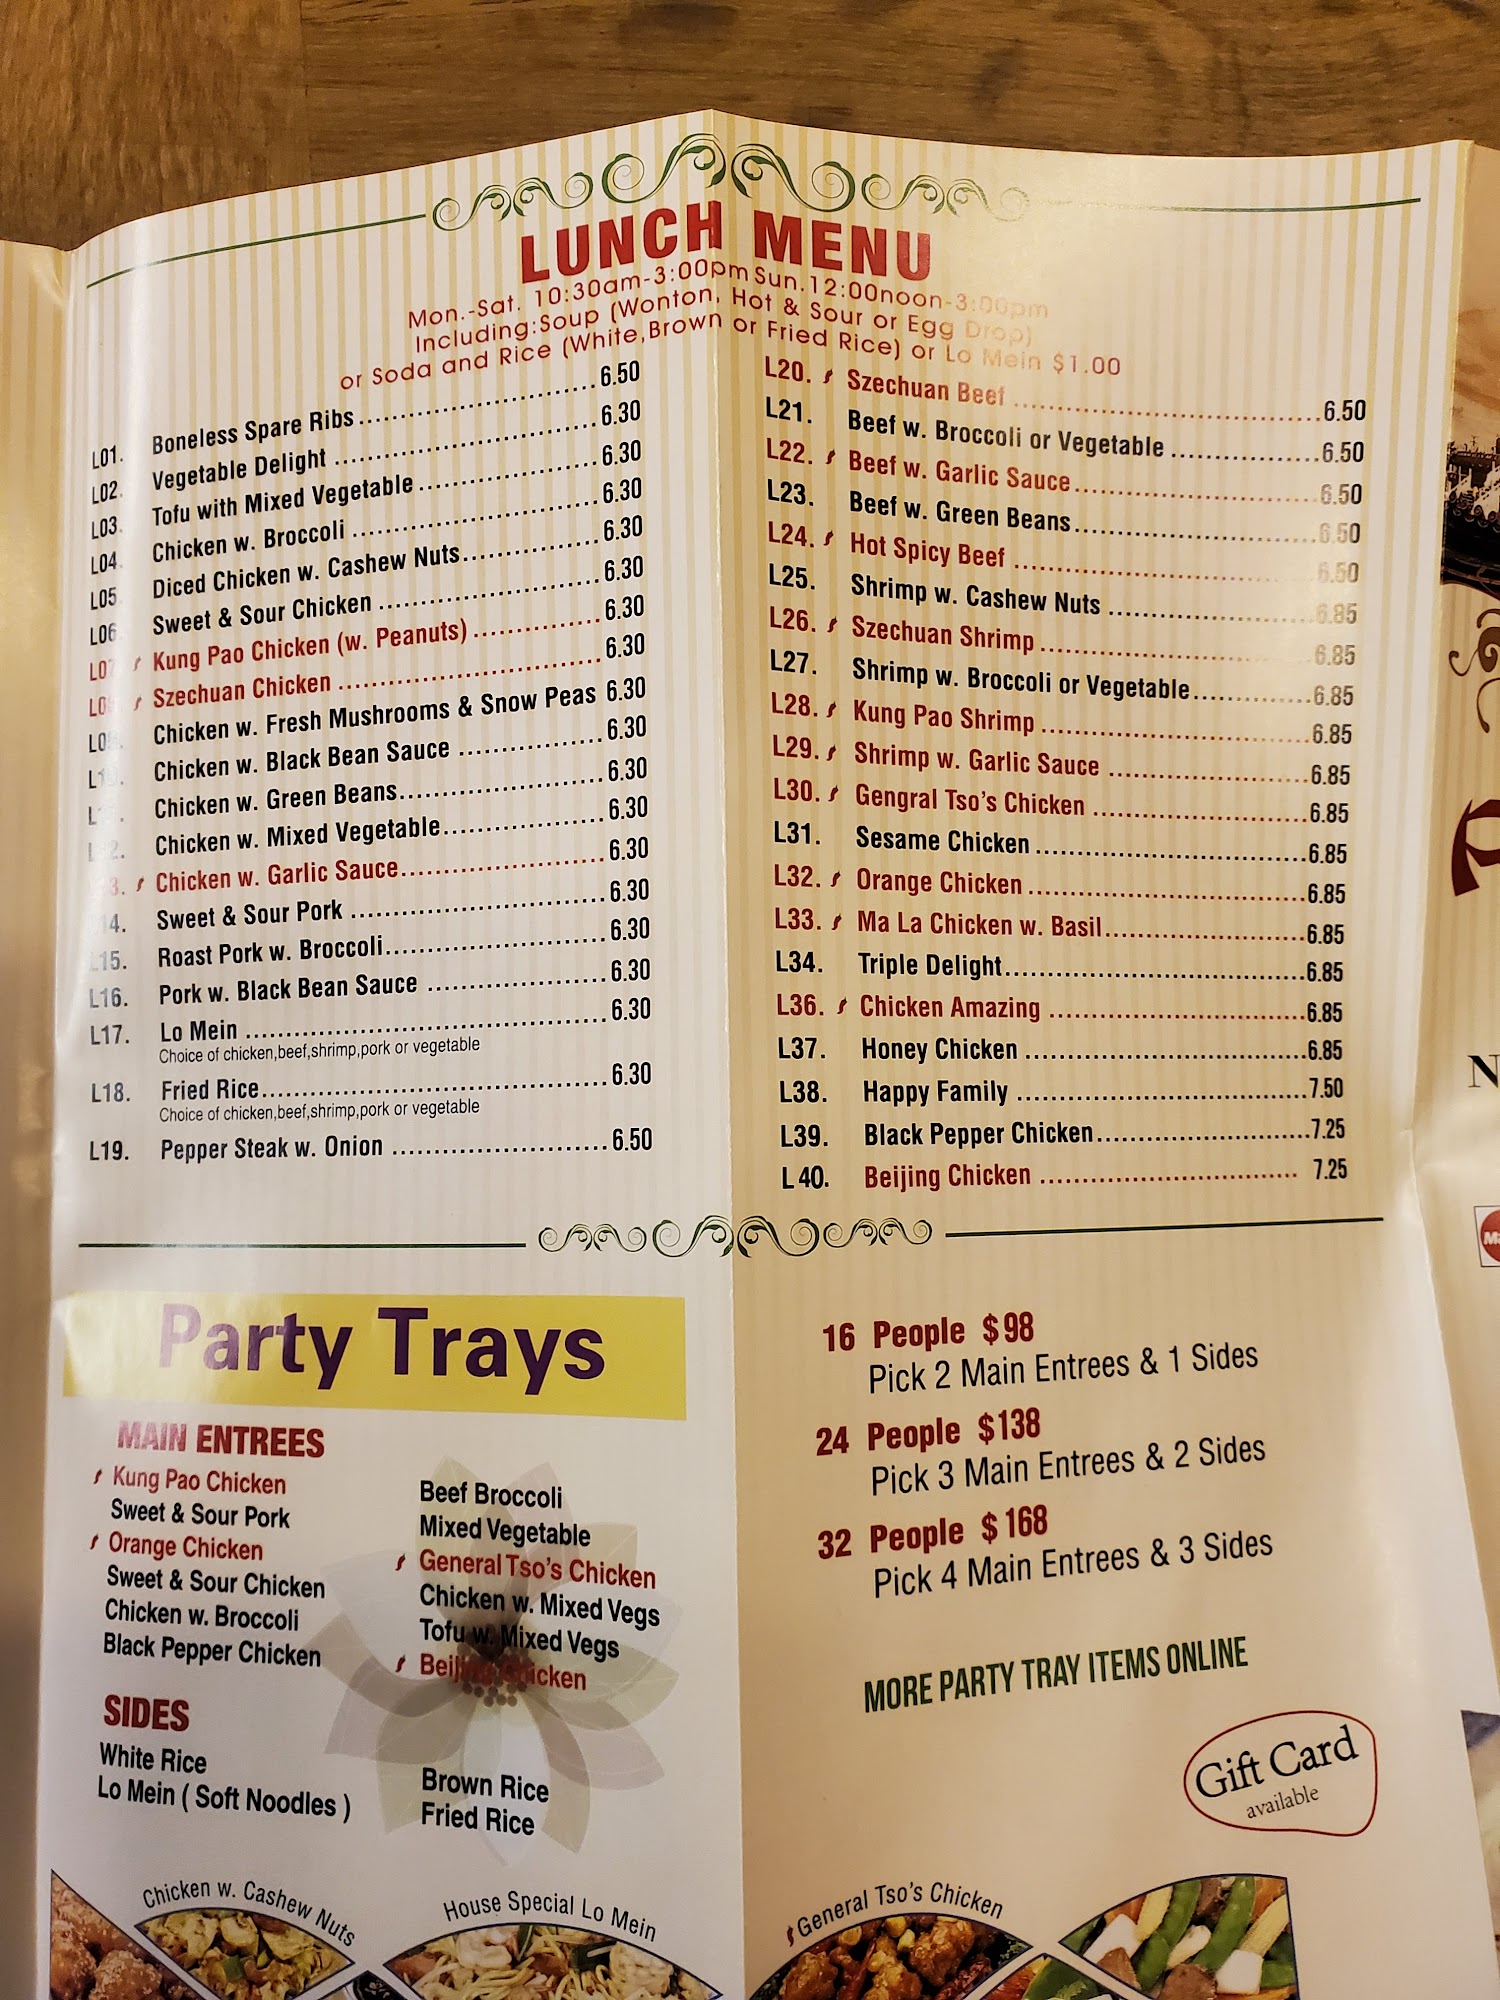 LUNCH MENU
Mon.-Sat. 10:30am-3:00pm Sun.12:00noon-3:00pm
Including:Soup (Wonton, Hot & Sour or Egg Drop)
or Soda and Rice (White,Brown or Fried Rice) or Lo Mein $1.00
L01. Boneless Spare Ribs 6.50
L02. Vegetable Delight 6.30
L03. Tofu with Mixed Vegetable 6.30
L04. Chicken w. Broccoli 6.30
L05. Diced Chicken w. Cashew Nuts 6.30
L06. Sweet & Sour Chicken 6.30
L07. Kung Pao Chicken (w. Peanuts) 6.30
Szechuan Chicken 6.30
Chicken w. Fresh Mushrooms & Snow Peas 6.30
Chicken w. Black Bean Sauce 6.30
Chicken w. Green Beans 6.30
Chicken w. Mixed Vegetable 6.30
Chicken w. Garlic Sauce 6.30
14. Sweet & Sour Pork 6.30
L15. Roast Pork w. Broccoli 6.30
L16. Pork w. Black Bean Sauce 6.30
L17. Lo Mein 6.30
Choice of chicken,beef,shrimp,pork or vegetable
L18. Fried Rice 6.30
Choice of chicken,beef,shrimp,pork or vegetable
L19. Pepper Steak w. Onion 6.50
L20. Szechuan Beef 6.50
L21. Beef w. Broccoli or Vegetable 6.50
L22. Beef w. Garlic Sauce 6.50
L23. Beef w. Green Beans 6.50
L24. Hot Spicy Beef 6.50
L25. Shrimp w. Cashew Nuts 6.85
L26. Szechuan Shrimp 6.85
L27. Shrimp w. Broccoli or Vegetable 6.85
L28. Kung Pao Shrimp 6.85
L29. Shrimp w. Garlic Sauce 6.85
L30. Gengral Tso's Chicken 6.85
L31. Sesame Chicken 6.85
L32. Orange Chicken 6.85
L33. Ma La Chicken w. Basil 6.85
L34. Triple Delight 6.85
L36. Chicken Amazing 6.85
L37. Honey Chicken 6.85
L38. Happy Family 7.50
L39. Black Pepper Chicken 7.25
L40. Beijing Chicken 7.25
Party Trays
MAIN ENTREES
Kung Pao Chicken
Sweet & Sour Pork
Orange Chicken
Sweet & Sour Chicken
Chicken w. Broccoli
Black Pepper Chicken
Beef Broccoli
Mixed Vegetable
General Tso's Chicken
Chicken w. Mixed Vegs
Tofu w. Mixed Vegs
Beijing Chicken
SIDES
White Rice
Lo Mein ( Soft Noodles )
Brown Rice
Fried Rice
16 People $98
Pick 2 Main Entrees & 1 Sides
24 People $138
Pick 3 Main Entrees & 2 Sides
32 People $168
Pick 4 Main Entrees & 3 Sides
MORE PARTY TRAY ITEMS ONLINE
Gift Card
available
Chicken w. Cashew Nuts
House Special Lo Mein
General Tso's Chicken